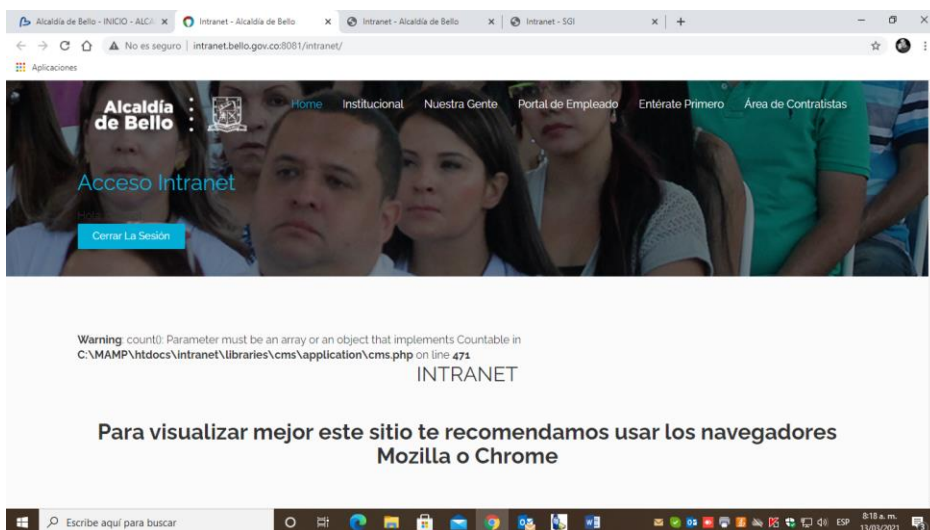 Alcaldía de Bello - INICIO - ALCA
Intranet - Alcaldía de Bello
Intranet - Alcaldía de Bello
Intranet - SGI
No es seguro | intranet.bello.gov.co:8081/intranet/
Aplicaciones
Alcaldía
de Bello
Home
Institucional
Nuestra Gente
Portal de Empleado
Entérate Primero
Área de Contratistas
Acceso Intranet
Cerrar La Sesión
Warning: count(): Parameter must be an array or an object that implements Countable in
C:\MAMP\htdocs\intranet\libraries\cms\application\cms.php on line 471
INTRANET
Para visualizar mejor este sitio te recomendamos usar los navegadores
Mozilla o Chrome
Escribe aquí para buscar
ESP
8:18 a. m.
13/03/2021